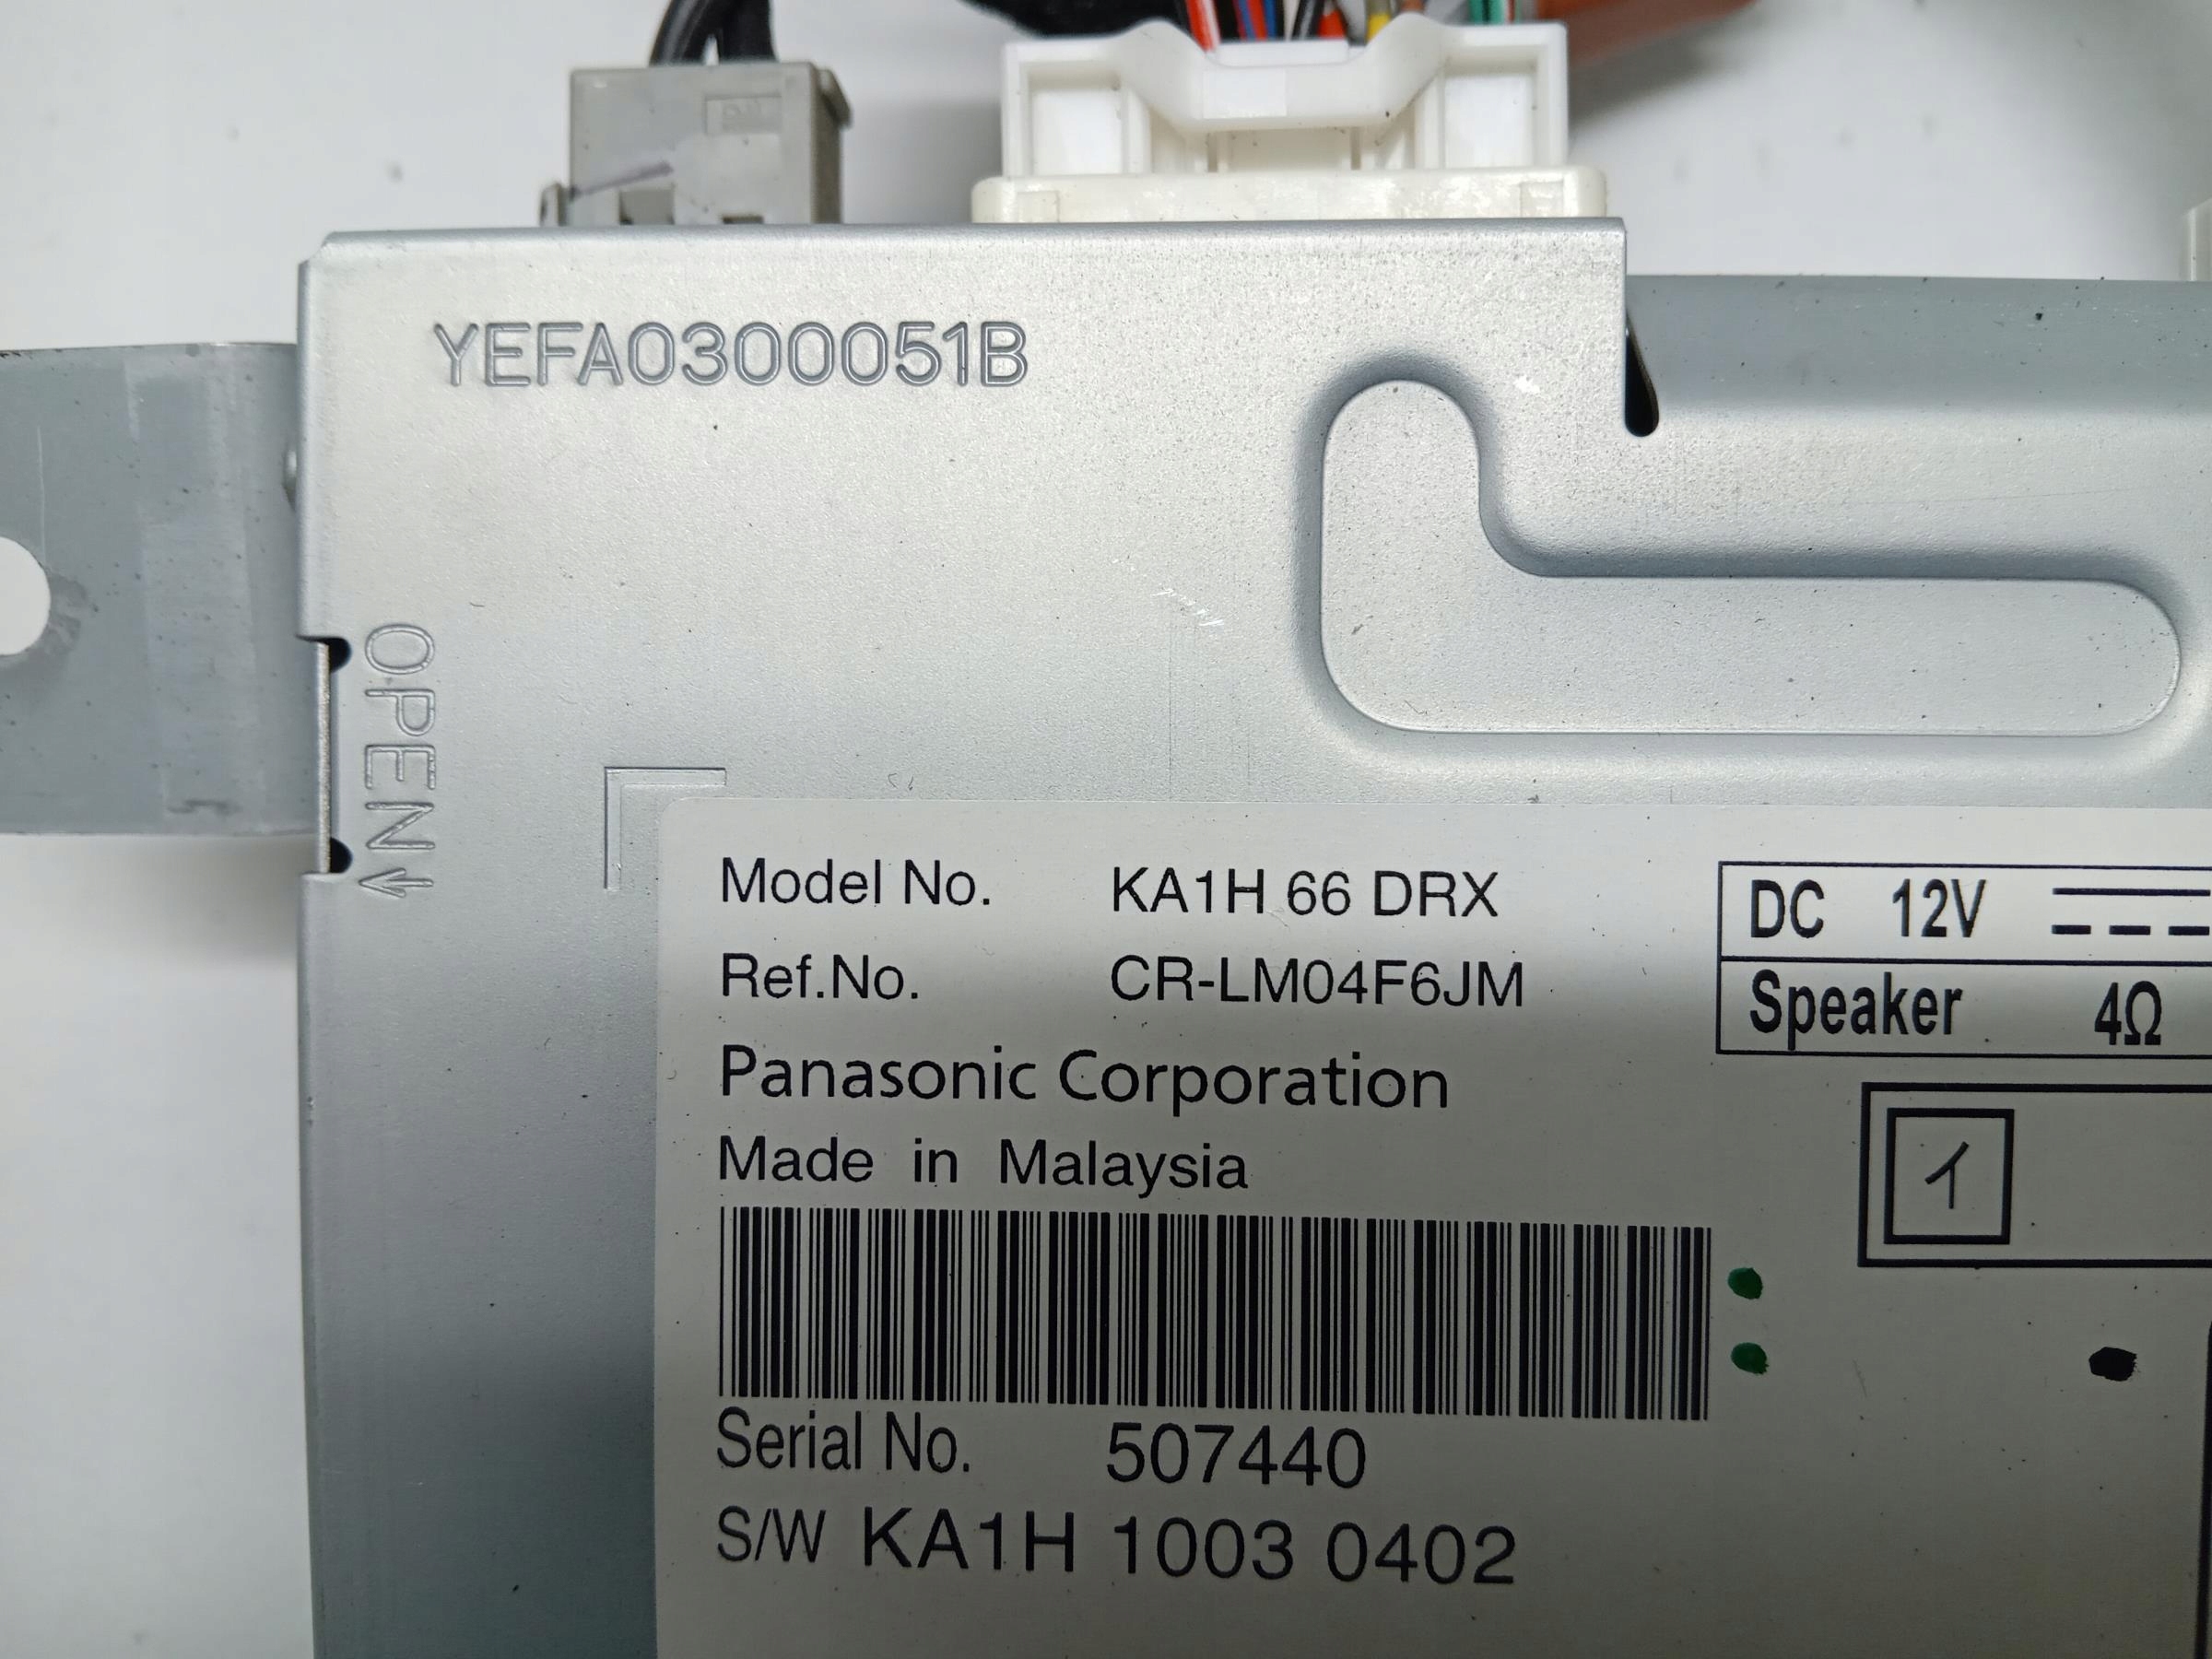 YEFA0300051B
OPEN↓
Model No. KA1H 66 DRX
Ref.No. CR-LM04F6JM
Panasonic Corporation
Made in Malaysia
Serial No. 507440
S/W KA1H 1003 0402
DC 12V
Speaker 4Ω
イ